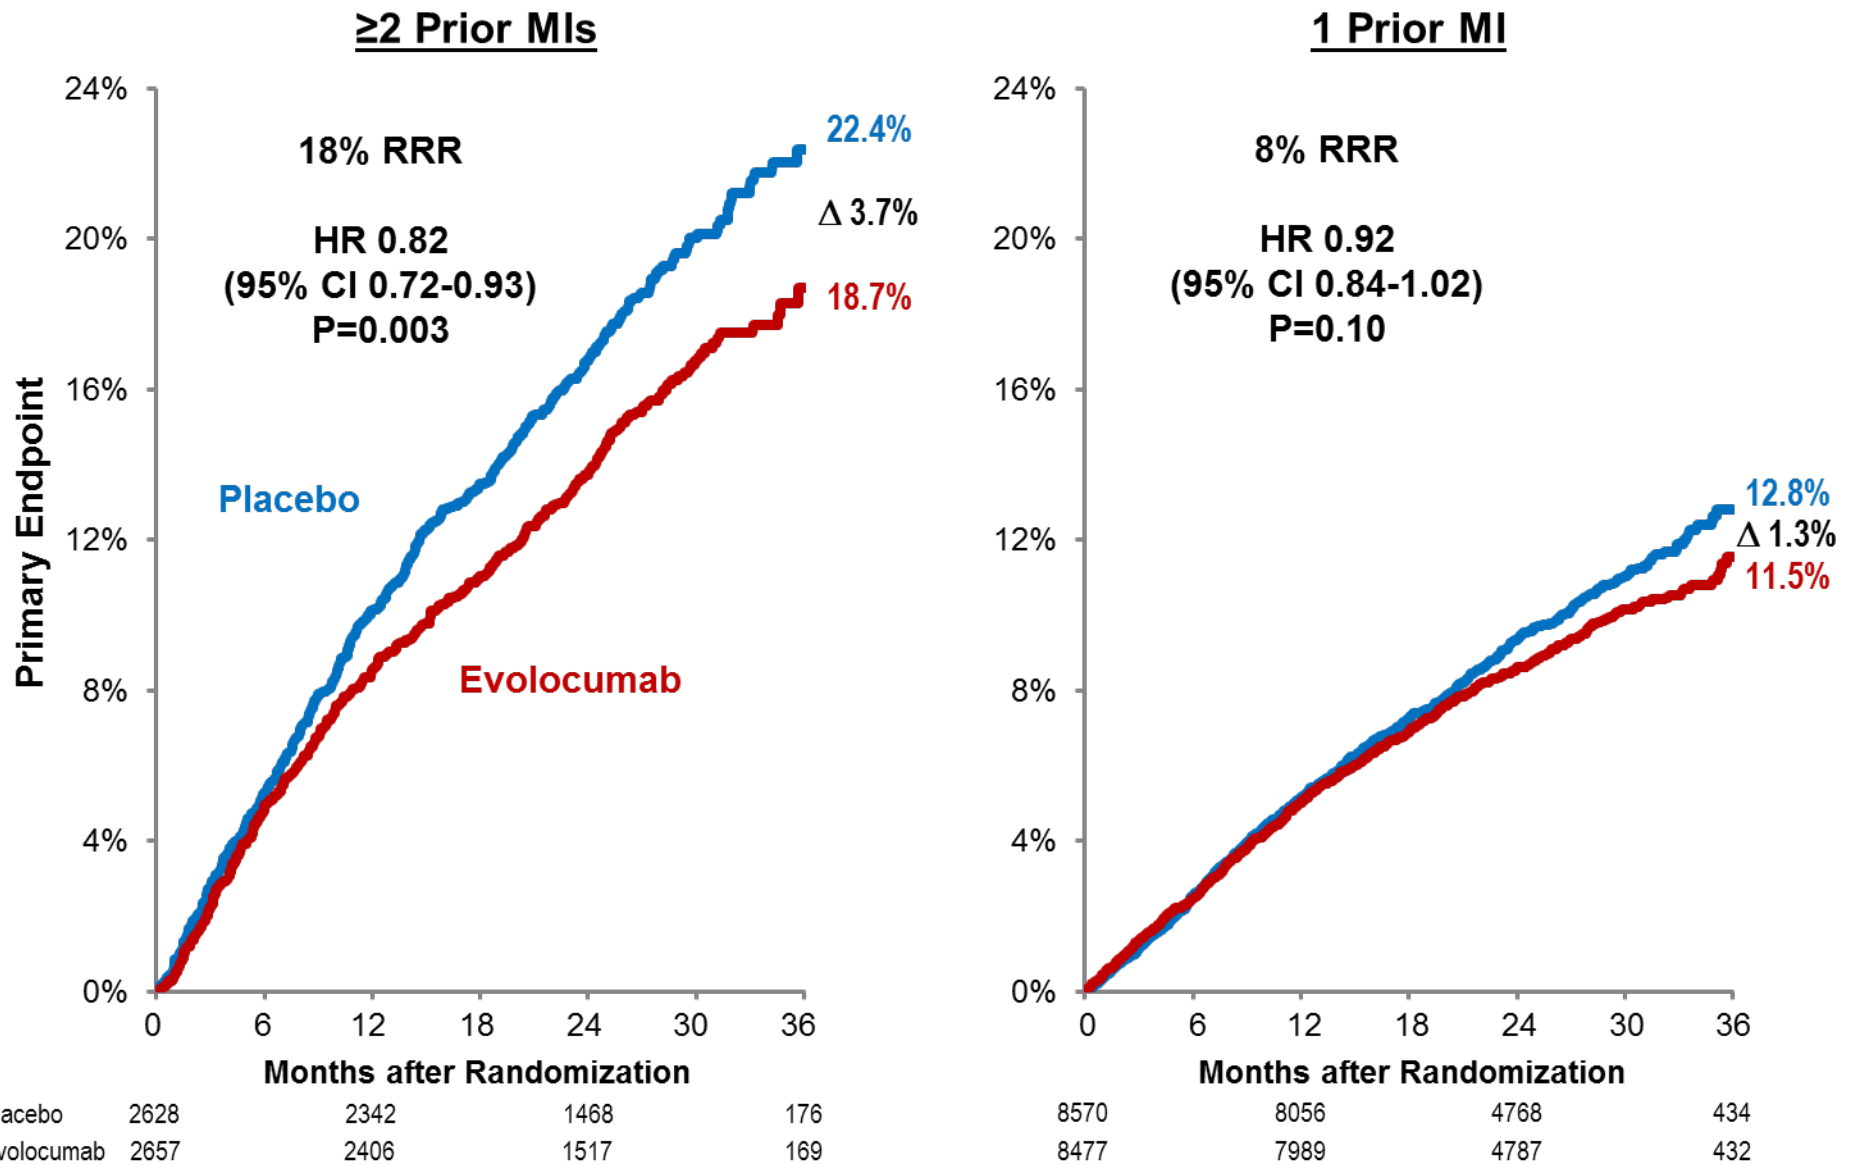 ≥2 Prior MIs
1 Prior MI
24%
20%
16%
12%
8%
4%
0%
Primary Endpoint
18% RRR
HR 0.82
(95% CI 0.72-0.93)
P=0.003
22.4%
Δ 3.7%
18.7%
Placebo
Evolocumab
0 6 12 18 24 30 36
Months after Randomization
24%
20%
16%
12%
8%
4%
0%
8% RRR
HR 0.92
(95% CI 0.84-1.02)
P=0.10
12.8%
Δ 1.3%
11.5%
0 6 12 18 24 30 36
Months after Randomization
acebo 2628 2342 1468 176 8570 8056 4768 434
volocumab 2657 2406 1517 169 8477 7989 4787 432